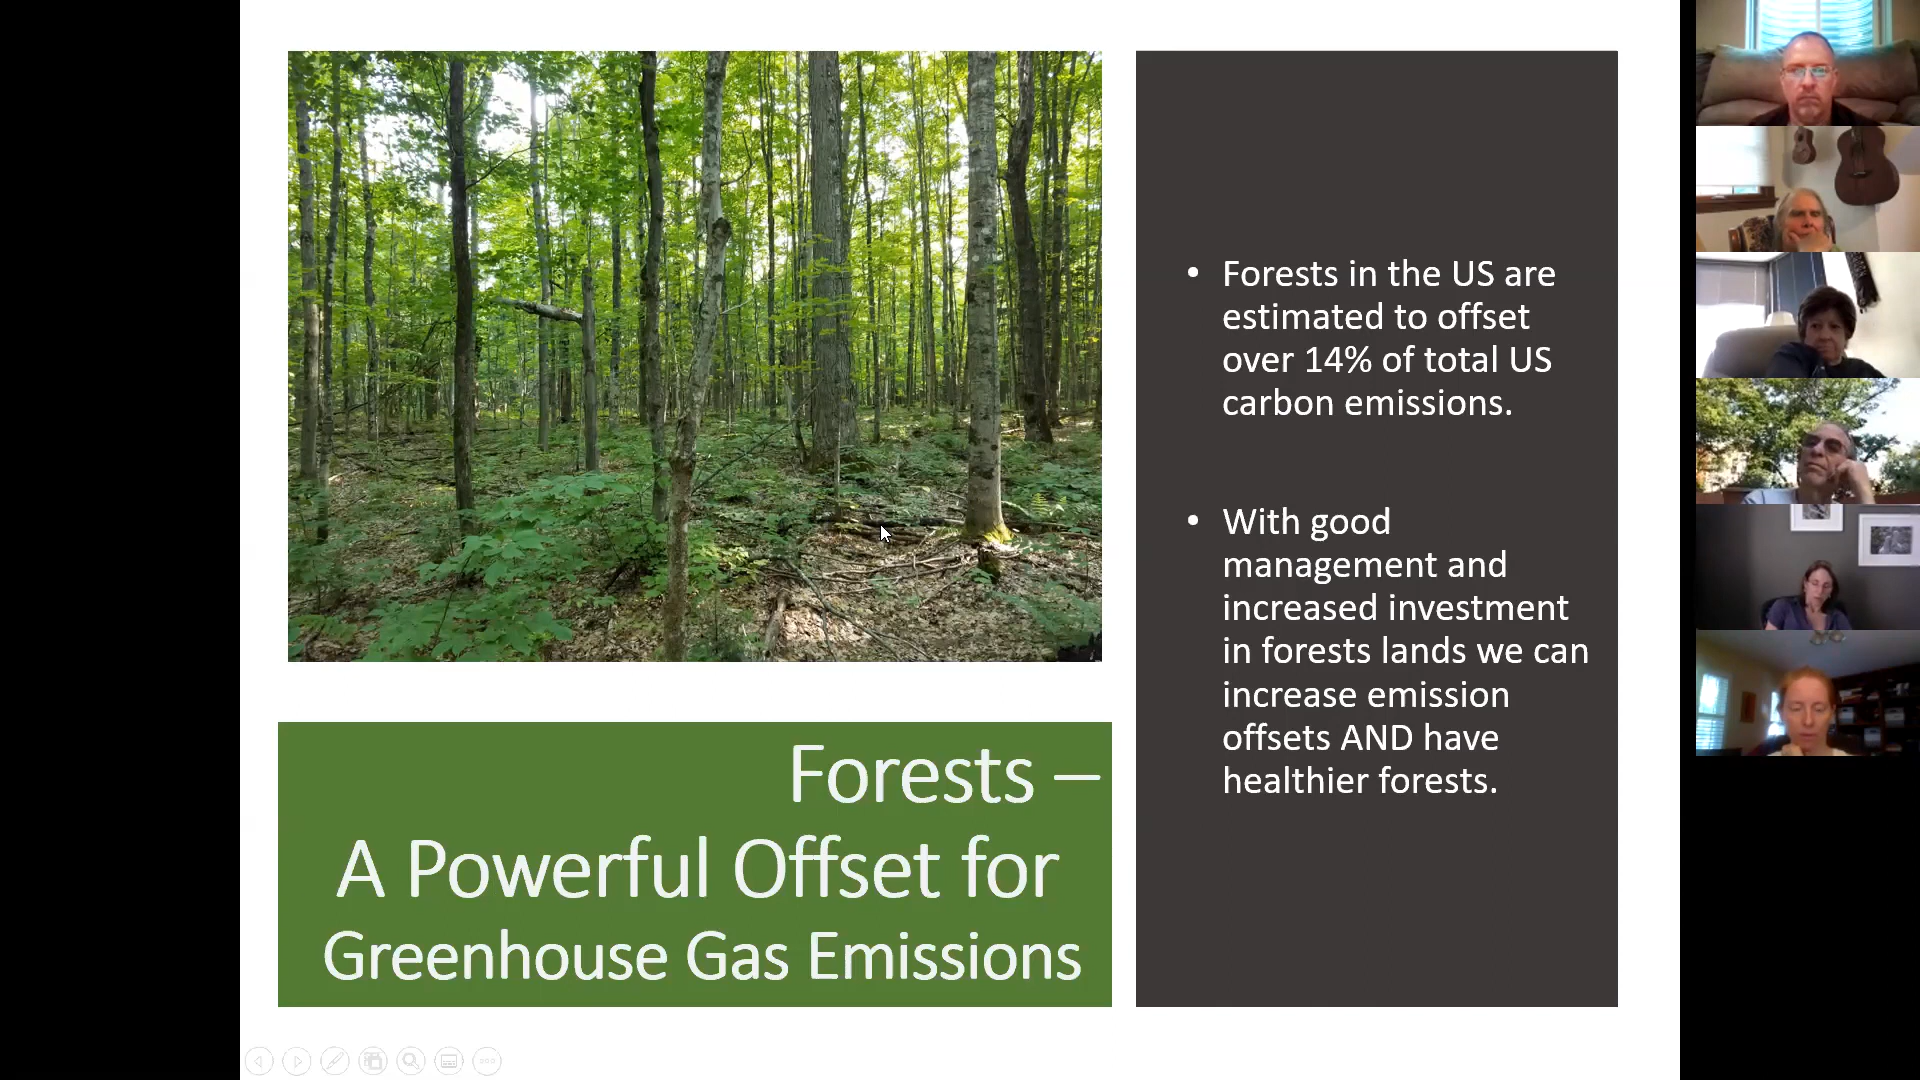 Forests –
A Powerful Offset for
Greenhouse Gas Emissions
• Forests in the US are
estimated to offset
over 14% of total US
carbon emissions.
• With good
management and
increased investment
in forests lands we can
increase emission
offsets AND have
healthier forests.